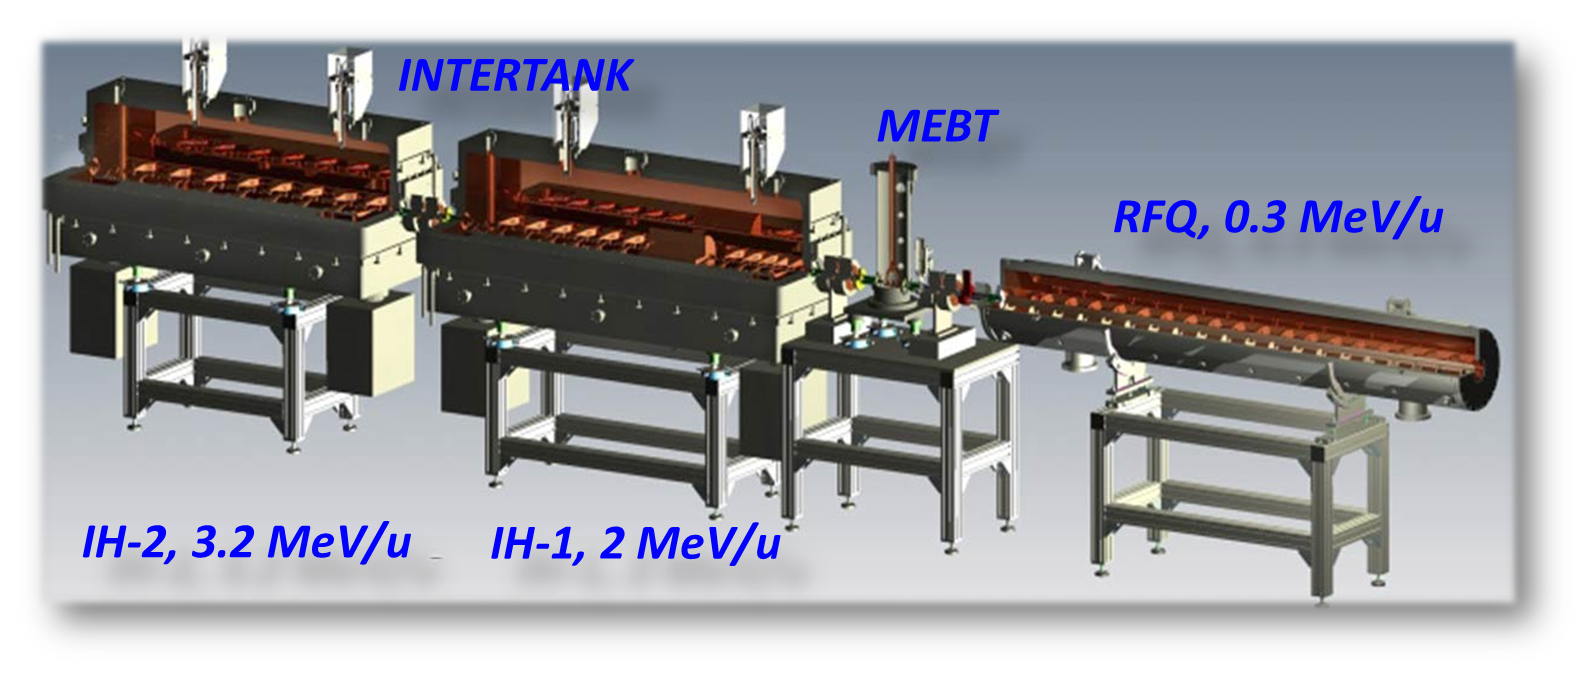 INTERTANK
MEBT
RFQ, 0.3 MeV/u
IH-2, 3.2 MeV/u
IH-1, 2 MeV/u